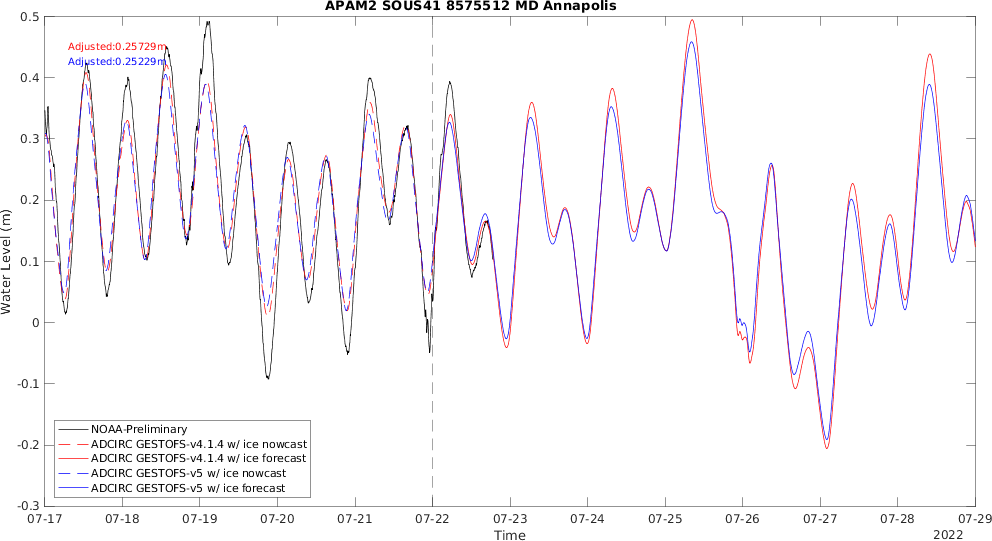 APAM2 SOUS41 8575512 MD Annapolis
0.5
0.4
0.3
0.2
0.1
0
-0.1
-0.2
-0.3
Water Level (m)
Adjusted:0.25729m
Adjusted:0.25229m
NOAA-Preliminary
ADCIRC GESTOFS-v4.1.4 w/ ice nowcast
ADCIRC GESTOFS-v4.1.4 w/ ice forecast
ADCIRC GESTOFS-v5 w/ ice nowcast
ADCIRC GESTOFS-v5 w/ ice forecast
07-17 07-18 07-19 07-20 07-21 07-22 07-23 07-24 07-25 07-26 07-27 07-28 07-29
Time
2022